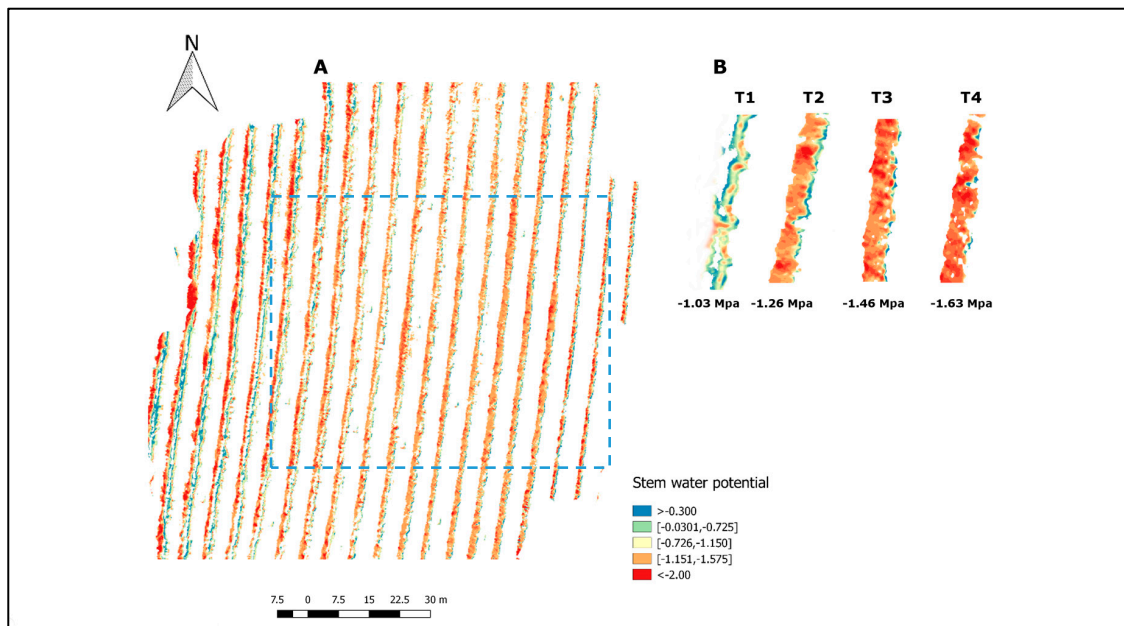 N
A
B
T1 T2 T3 T4
-1.03 Mpa -1.26 Mpa -1.46 Mpa -1.63 Mpa
Stem water potential
>-0.300
[-0.0301,-0.725]
[-0.726,-1.150]
[-1.151,-1.575]
<-2.00
7.5 0 7.5 15 22.5 30 m